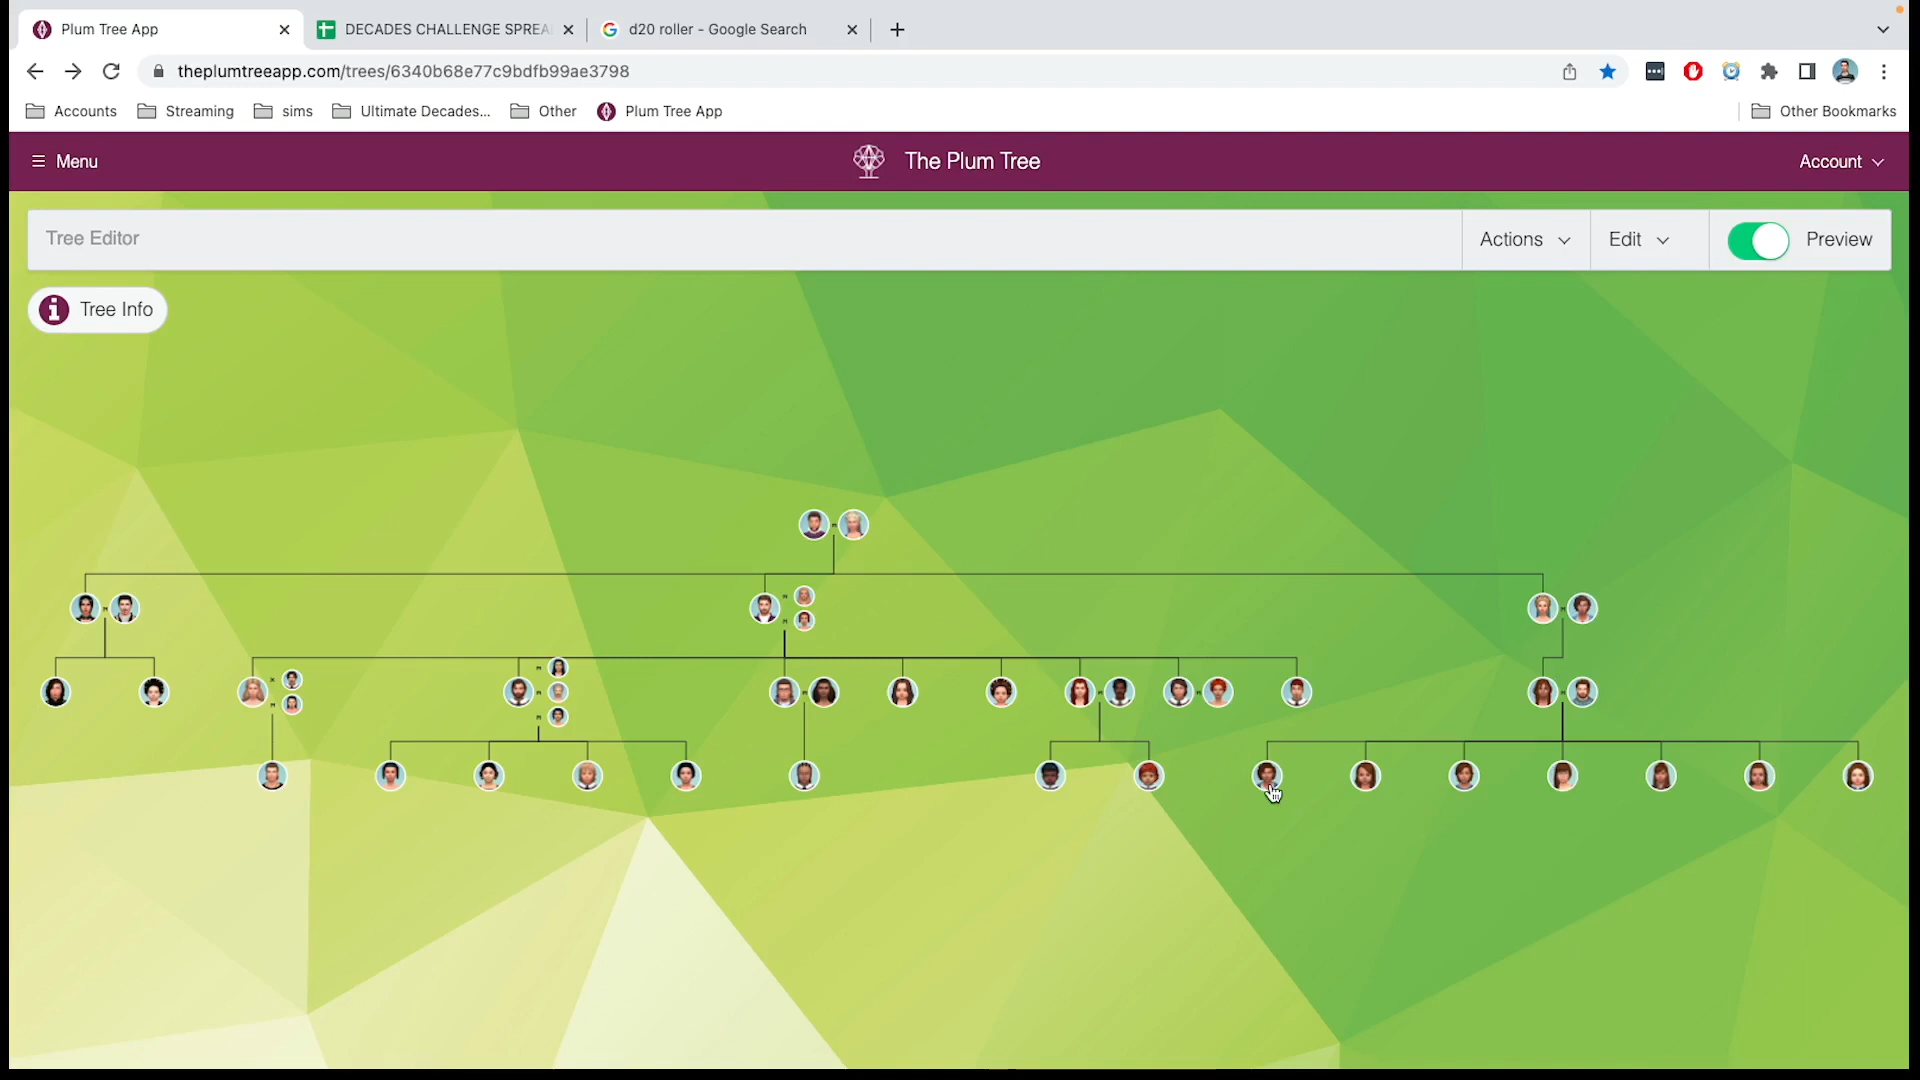 Plum Tree App
DECADES CHALLENGE SPREA
d20 roller - Google Search
theplumtreeapp.com/trees/6340b68e77c9bdfb99ae3798
Accounts
Streaming
sims
Ultimate Decades...
Other
Plum Tree App
Other Bookmarks
Menu
The Plum Tree
Account
Tree Editor
Actions
Edit
Preview
Tree Info